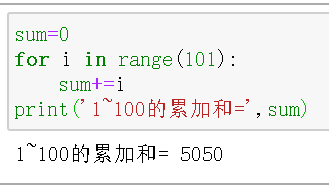 sum=0
for i in range(101):
    sum+=i
print('1~100的累加和=',sum)
1~100的累加和= 5050